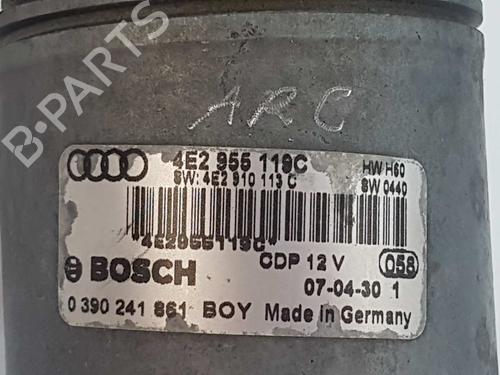 ARC
4E2 955 119C
HW H60
SW: 4E2 910 113 C
SW 0440
*4E2955119C*
BOSCH
CDP 12 V
058
07-04-30 1
0 390 241 861 BOY Made in Germany
B-PARTS